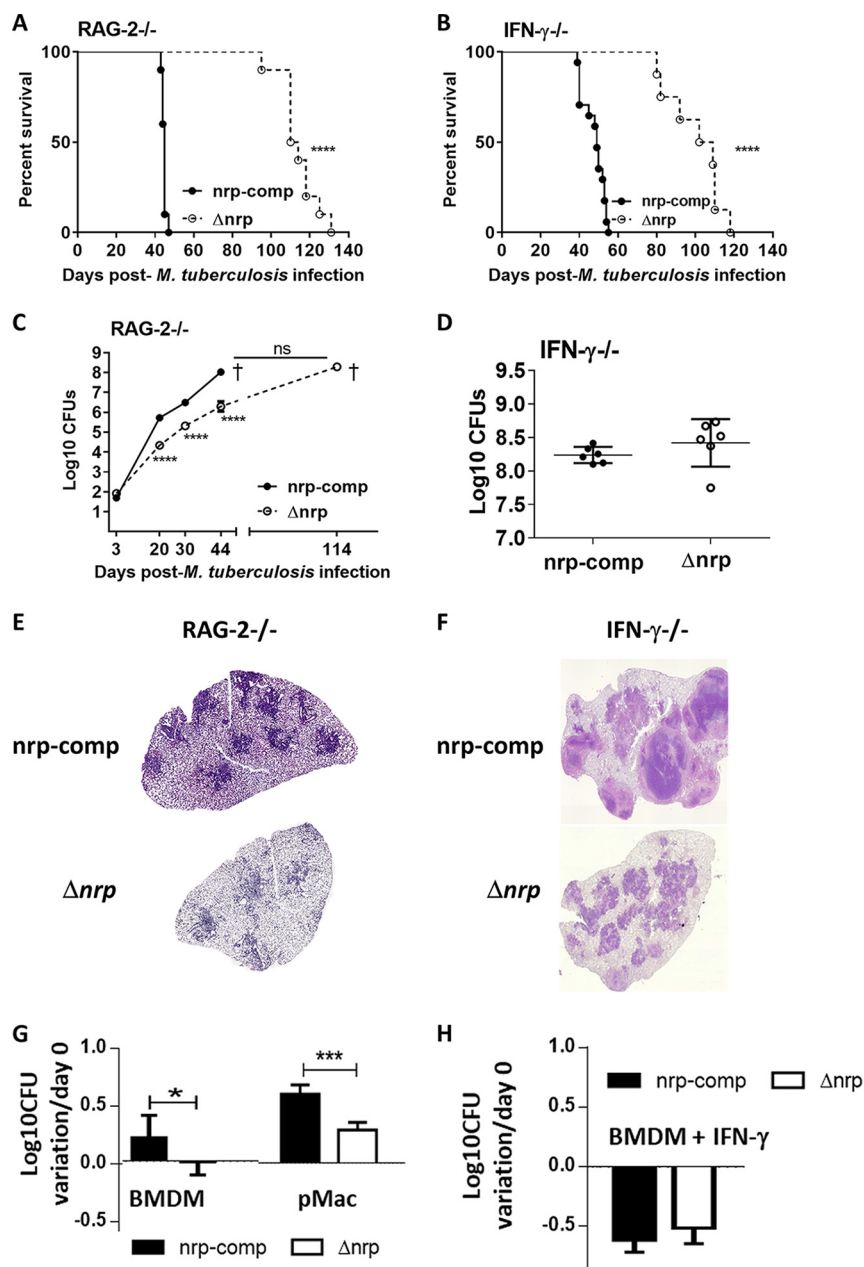 A
RAG-2-/-
Percent survival
100
50
0
nrp-comp
Δnrp
****
0 20 40 60 80 100 120 140
Days post- M. tuberculosis infection
B
IFN-γ-/-
Percent survival
100
50
0
nrp-comp
Δnrp
****
0 20 40 60 80 100 120 140
Days post- M. tuberculosis infection
C
RAG-2-/-
Log10 CFUs
9
8
7
6
5
4
3
2
1
ns
†
†
****
****
****
nrp-comp
Δnrp
3 20 30 44 114
Days post-M. tuberculosis infection
D
IFN-γ-/-
Log10 CFUs
9.5
9.0
8.5
8.0
7.5
7.0
nrp-comp Δnrp
E
RAG-2-/-
nrp-comp
Δnrp
F
IFN-γ-/-
nrp-comp
Δnrp
G
Log10CFU
variation/day 0
1.0
0.5
0.0
-0.5
*
***
BMDM pMac
nrp-comp Δnrp
H
Log10CFU
variation/day 0
1.0
0.5
0.0
-0.5
nrp-comp Δnrp
BMDM + IFN-γ